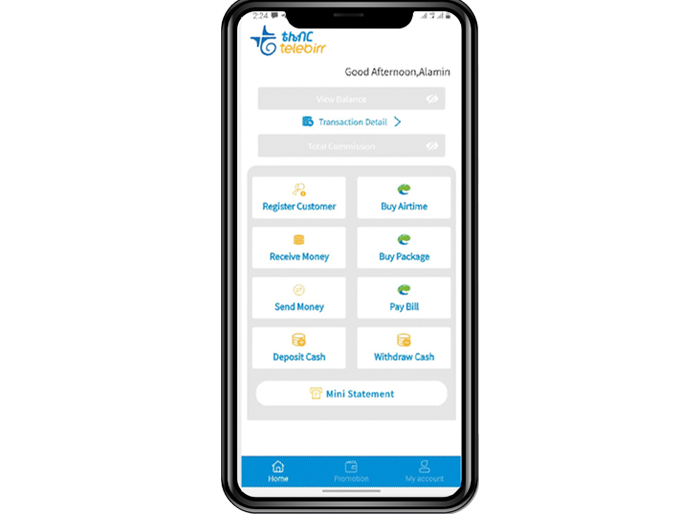 2:24
ቴሌብር
telebirr
Good Afternoon,Alamin
View Balance
Transaction Detail
Total Commission
Register Customer
Buy Airtime
Receive Money
Buy Package
Send Money
Pay Bill
Deposit Cash
Withdraw Cash
Mini Statement
Home
Promotion
My account